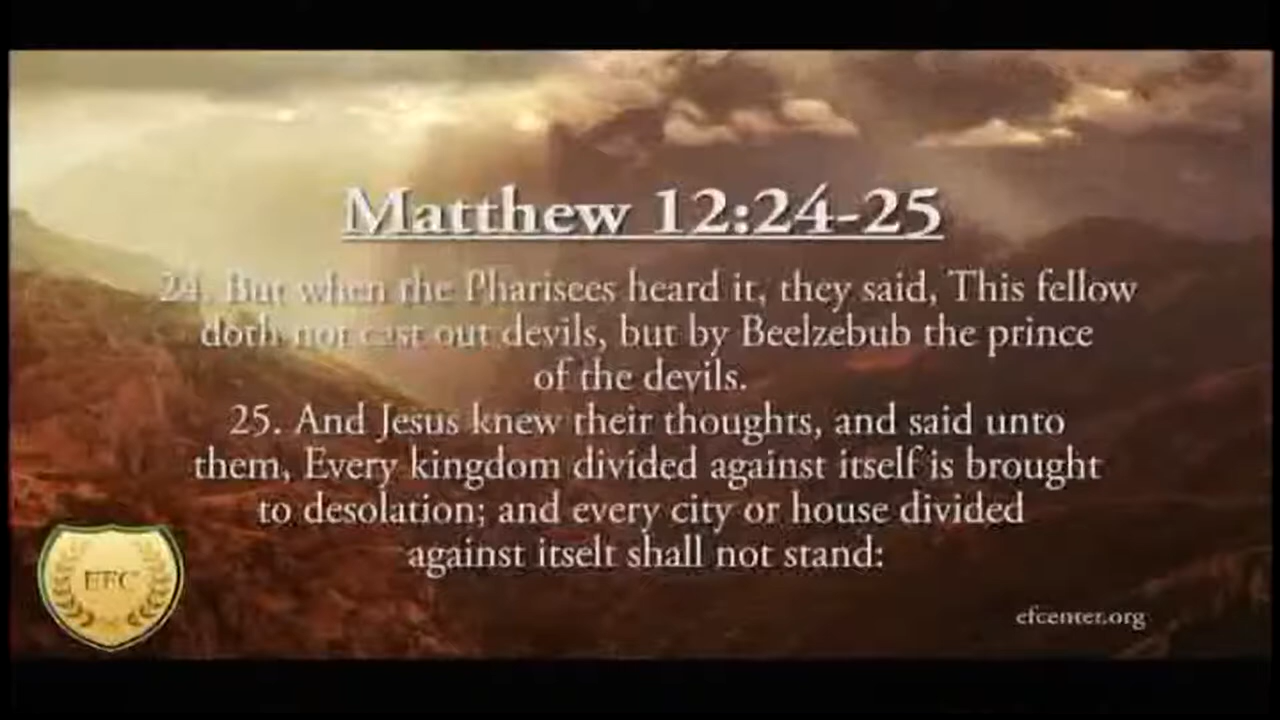 Matthew 12:24-25
24. But when the Pharisees heard it, they said, This fellow
doth not cast out devils, but by Beelzebub the prince
of the devils.
25. And Jesus knew their thoughts, and said unto
them, Every kingdom divided against itself is brought
to desolation; and every city or house divided
against itself shall not stand:
EFC
efcenter.org